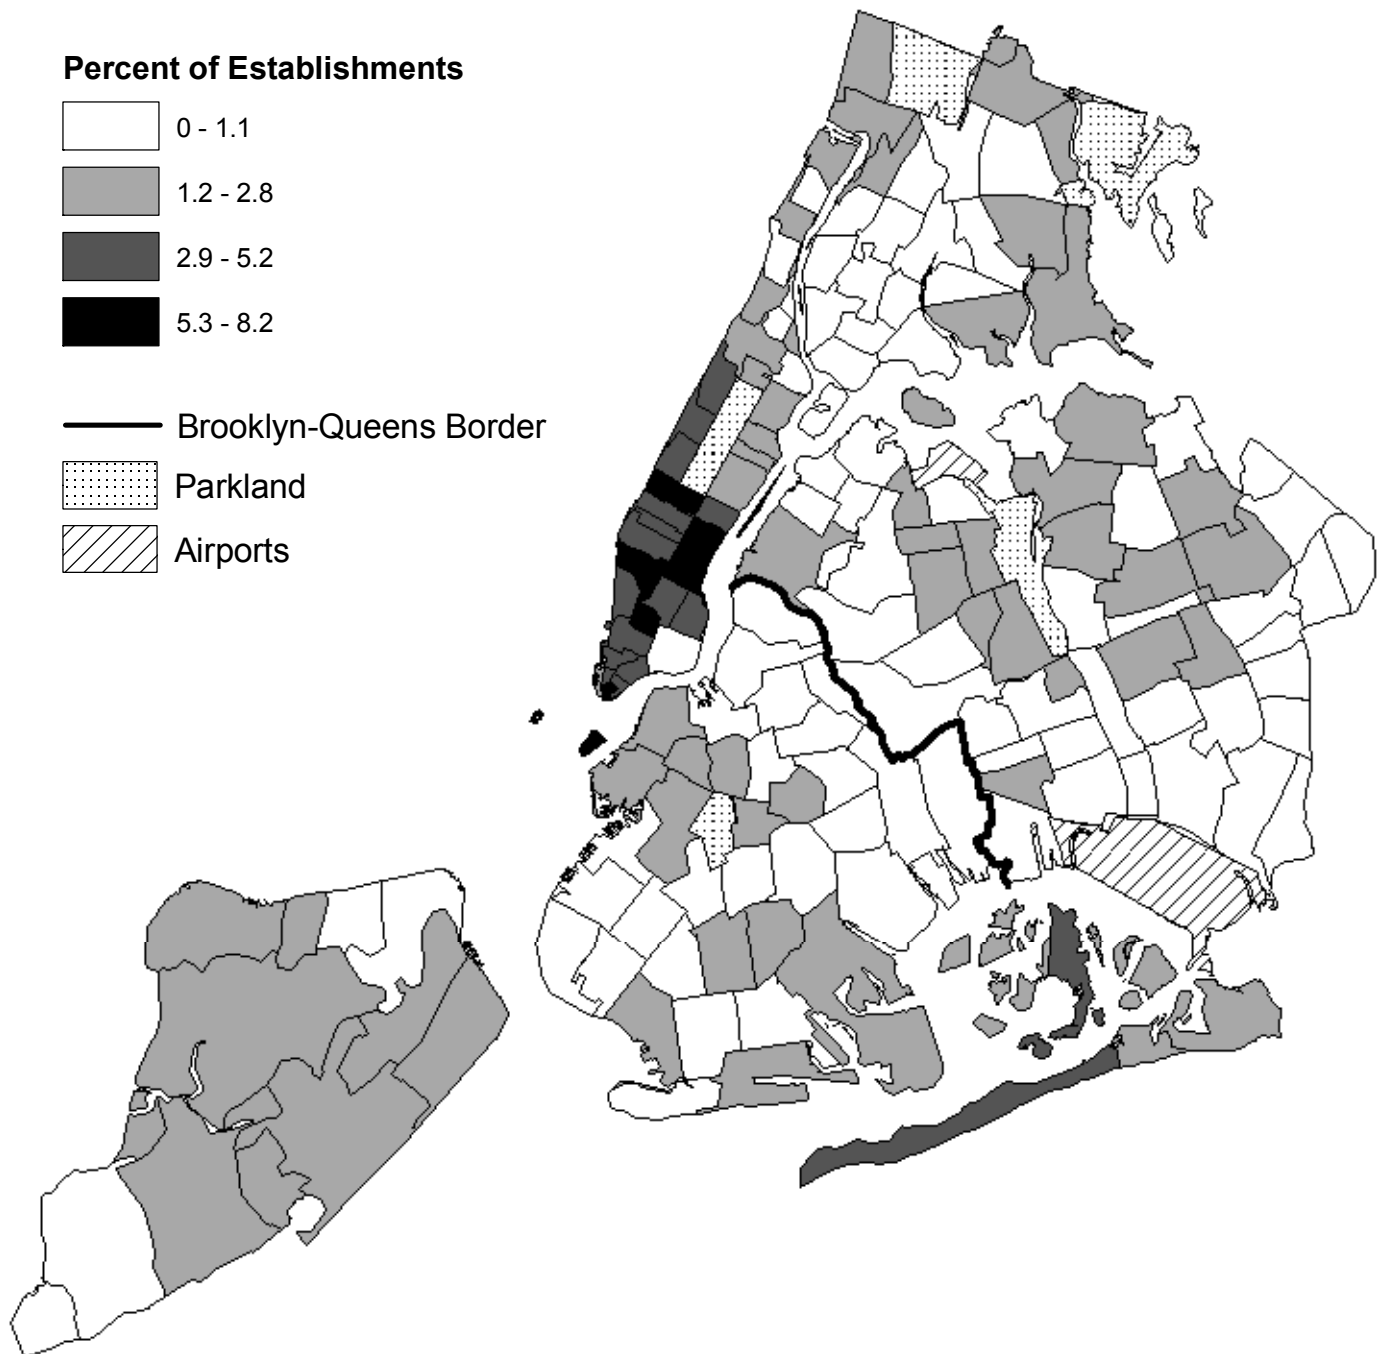 Percent of Establishments
0 - 1.1
1.2 - 2.8
2.9 - 5.2
5.3 - 8.2
Brooklyn-Queens Border
Parkland
Airports